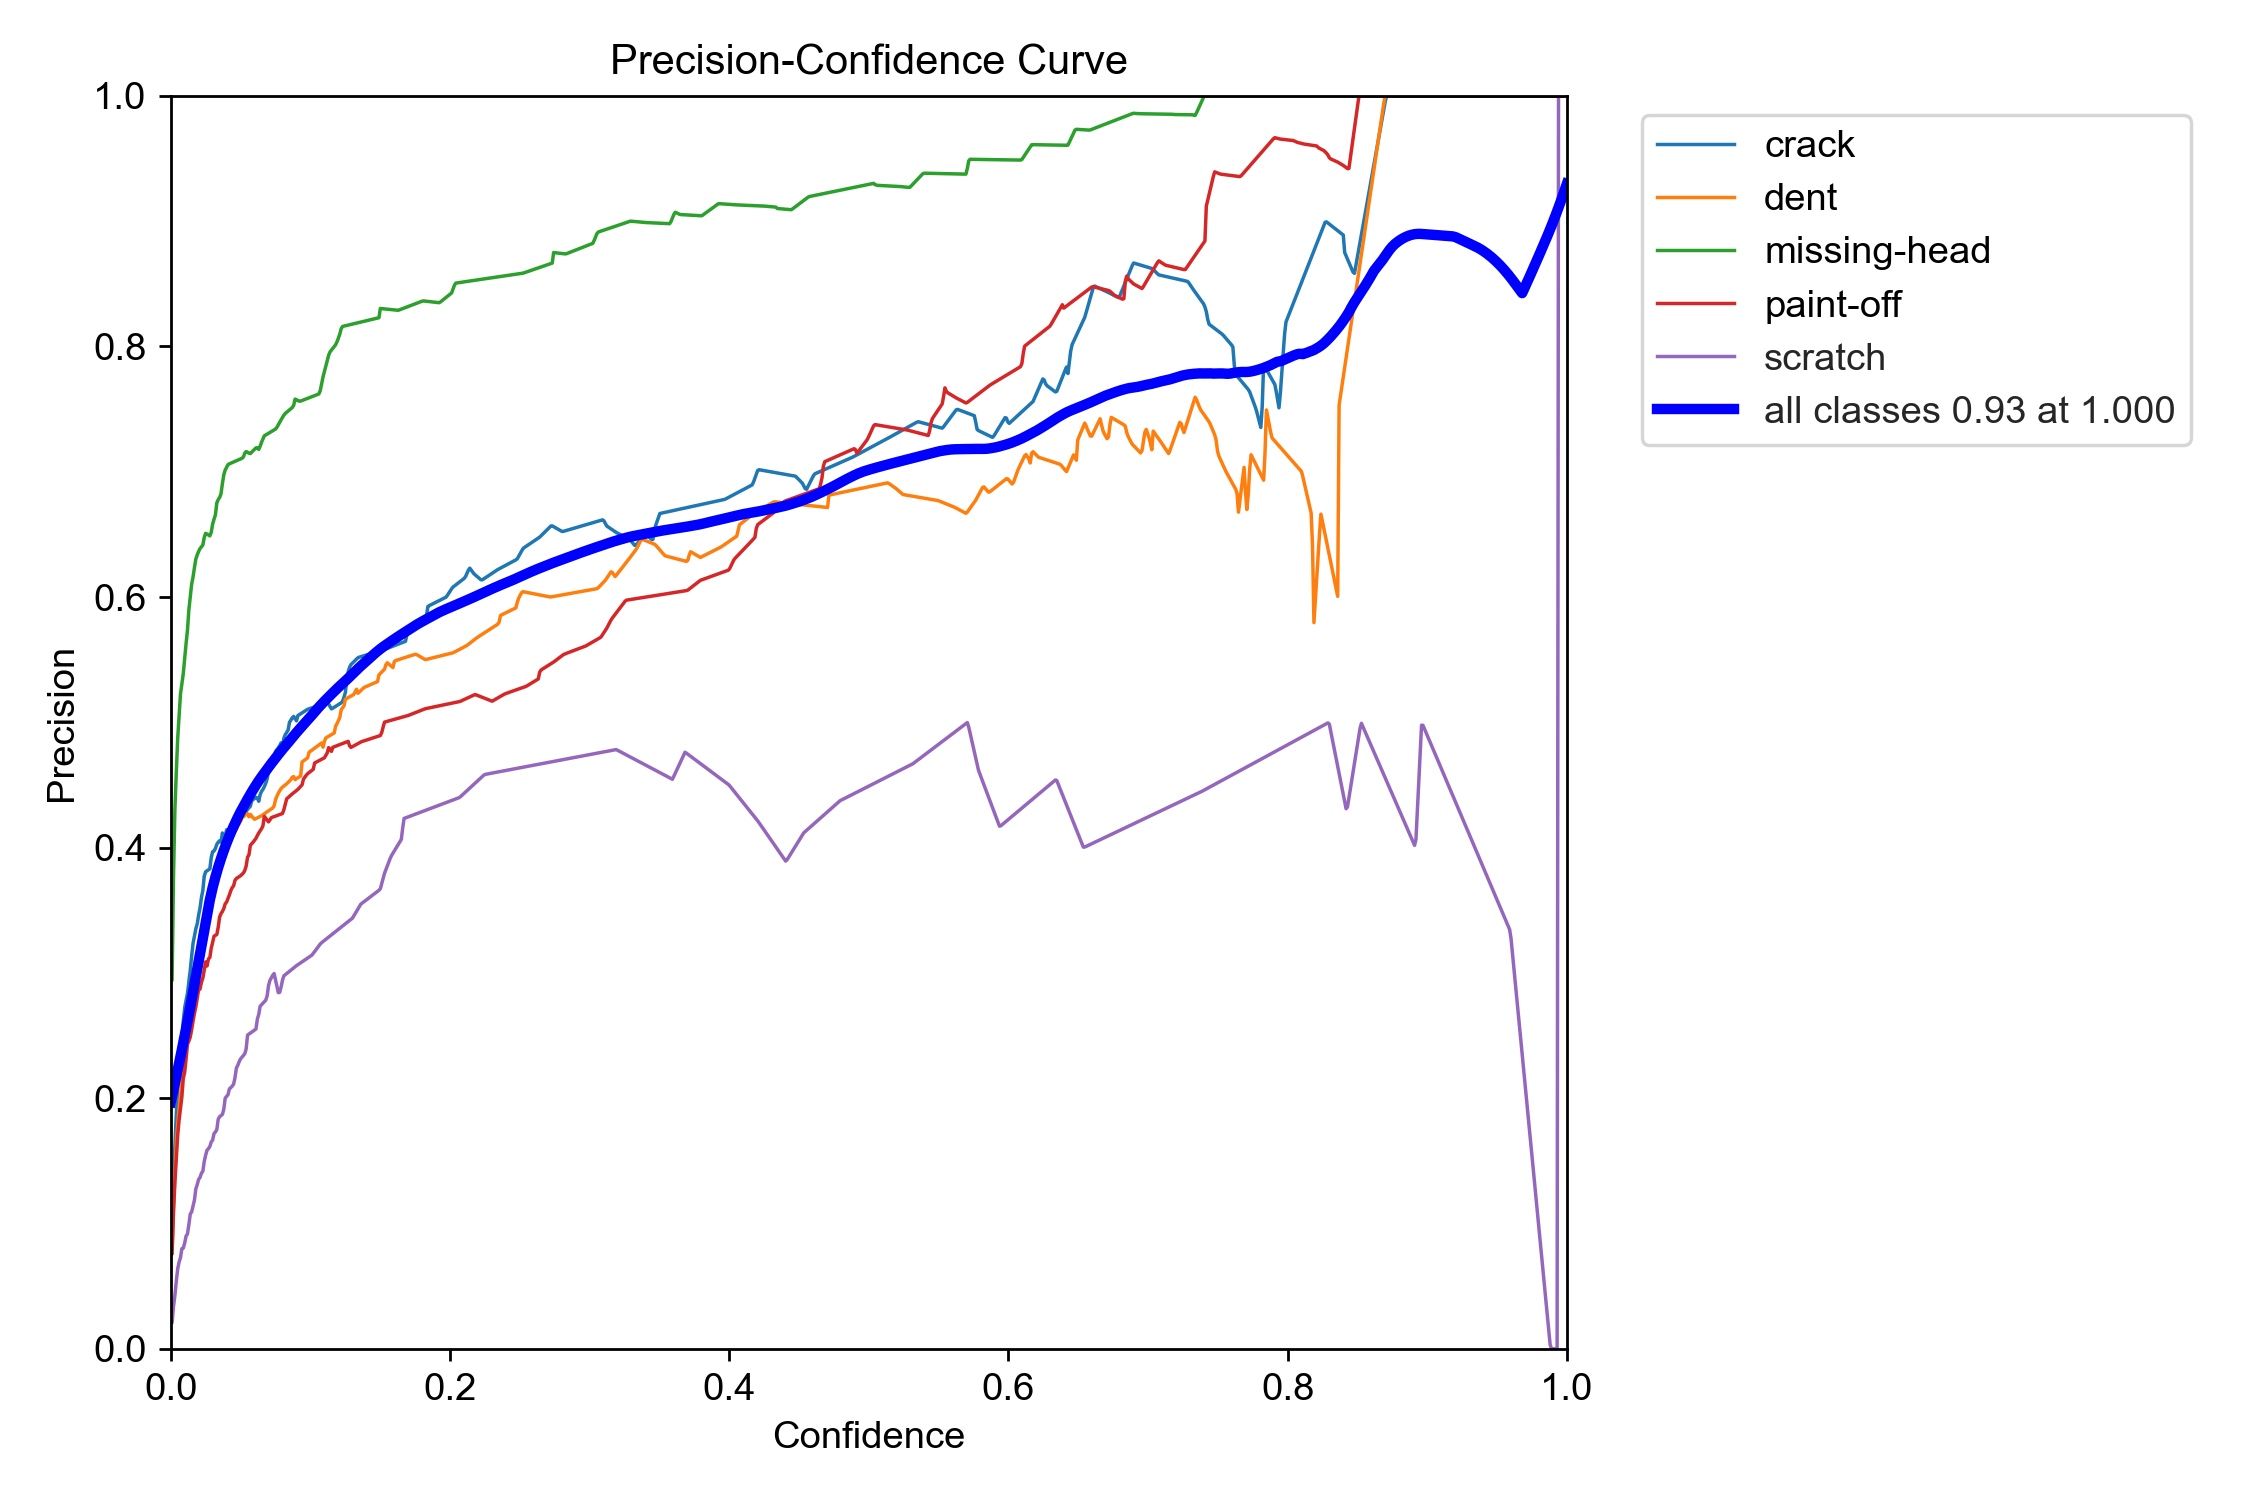 Precision-Confidence Curve
1.0
0.8
0.6
0.4
0.2
0.0
Precision
0.0 0.2 0.4 0.6 0.8 1.0
Confidence
crack
dent
missing-head
paint-off
scratch
all classes 0.93 at 1.000